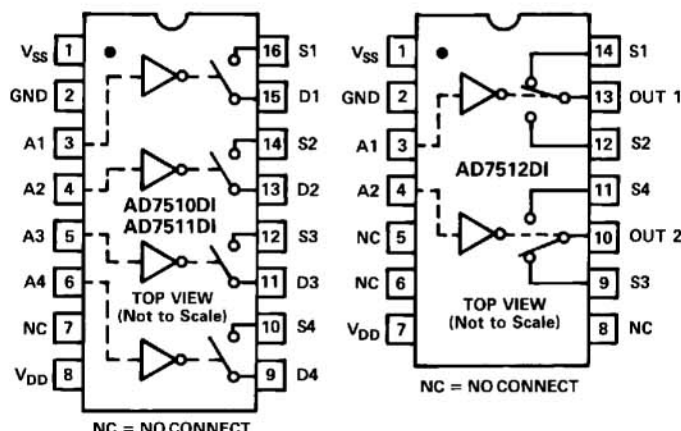 VSS 1 16 S1
GND 2 15 D1
A1 3 14 S2
A2 4 13 D2
AD7510DI
AD7511DI
A3 5 12 S3
A4 6 11 D3
TOP VIEW
(Not to Scale)
NC 7 10 S4
VDD 8 9 D4
NC = NO CONNECT
VSS 1 14 S1
GND 2 13 OUT 1
A1 3 12 S2
AD7512DI
A2 4 11 S4
NC 5 10 OUT 2
NC 6 9 S3
TOP VIEW
(Not to Scale)
VDD 7 8 NC
NC = NO CONNECT